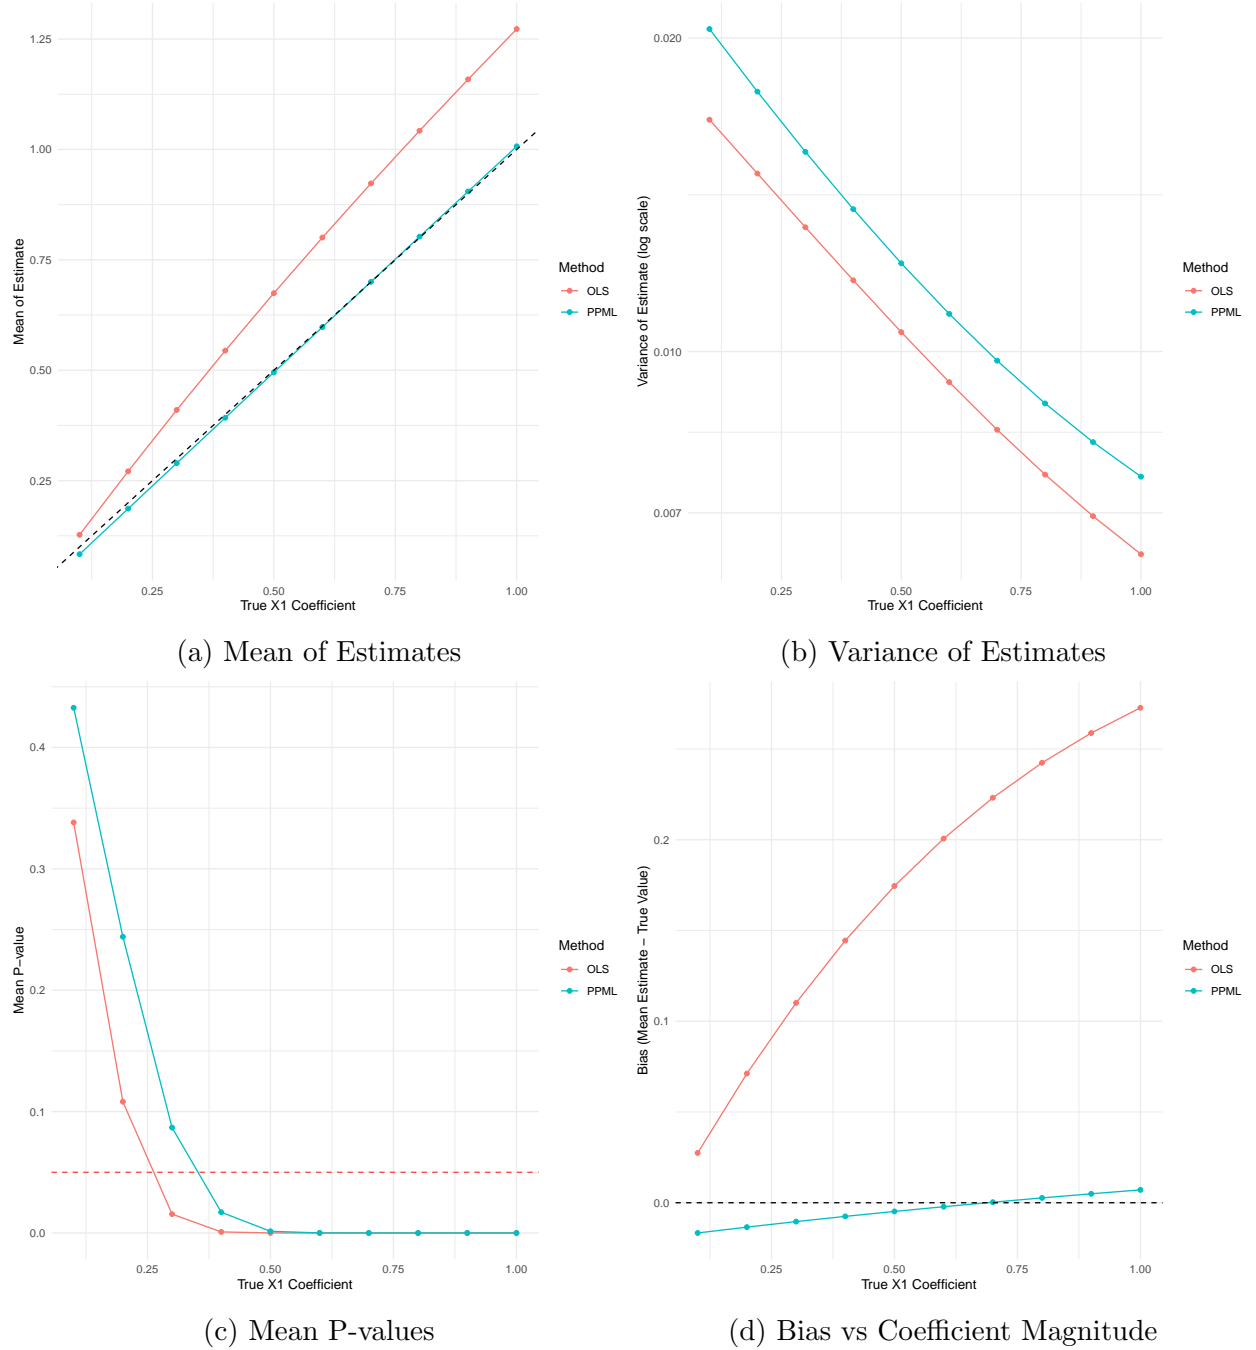 1.25
1.00
0.75
0.50
0.25
Mean of Estimate
0.25 0.50 0.75 1.00
True X1 Coefficient
Method
OLS
PPML
(a) Mean of Estimates
0.020
0.010
0.007
Variance of Estimate (log scale)
0.25 0.50 0.75 1.00
True X1 Coefficient
Method
OLS
PPML
(b) Variance of Estimates
0.4
0.3
0.2
0.1
0.0
Mean P−value
0.25 0.50 0.75 1.00
True X1 Coefficient
Method
OLS
PPML
(c) Mean P-values
0.2
0.1
0.0
Bias (Mean Estimate − True Value)
0.25 0.50 0.75 1.00
True X1 Coefficient
Method
OLS
PPML
(d) Bias vs Coefficient Magnitude